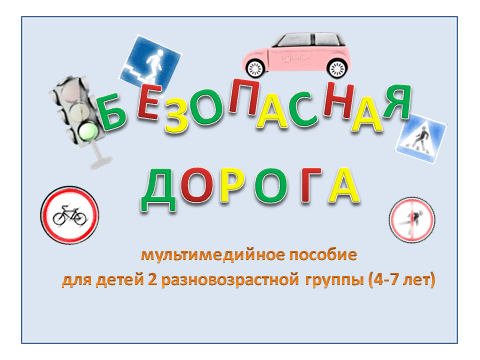 БЕЗОПАСНАЯ
ДОРОГА
мультимедийное пособие
для детей 2 разновозрастной группы (4-7 лет)